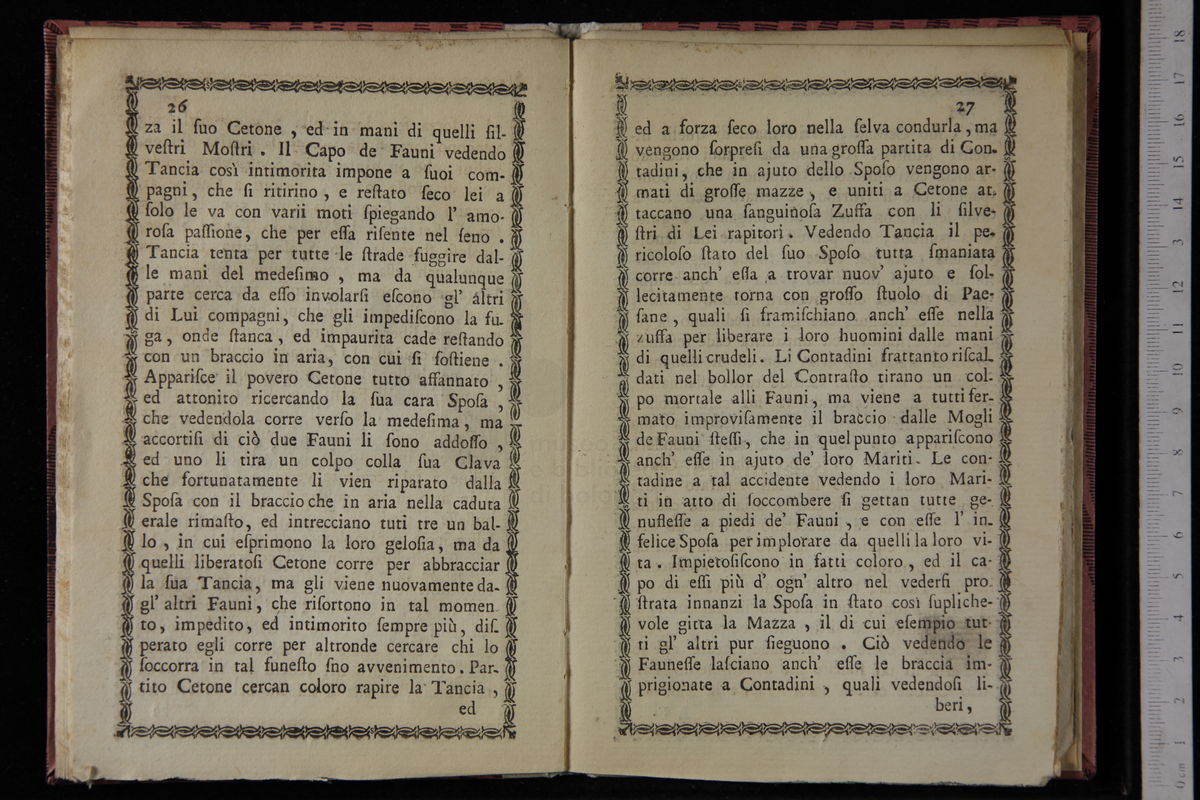 26
za il ſuo Cetone , ed in mani di quelli ſil-
veſtri Moſtri . Il Capo de Fauni vedendo
Tancia così intimorita impone a ſuoi com-
pagni , che ſi ritirino , e reſtato ſeco lei a
ſolo le va con varii moti ſpiegando l' amo-
roſa paſſione, che per eſſa riſente nel ſeno .
Tancia tenta per tutte le ſtrade fuggire dal-
le mani del medeſimo , ma da qualunque
parte cerca da eſſo involarſi eſcono gl' altri
di Lui compagni, che gli impediſcono la fu-
ga , onde ſtanca , ed impaurita cade reſtando
con un braccio in aria, con cui ſi ſoſtiene .
Appariſce il povero Cetone tutto affannato ,
ed attonito ricercando la ſua cara Spoſa ,
che vedendola corre verſo la medeſima , ma
accortiſi di ciò due Fauni li ſono addoſſo ,
ed uno li tira un colpo colla ſua Clava
che fortunatamente li vien riparato dalla
Spoſa con il braccio che in aria nella caduta
erale rimaſto, ed intrecciano tuti tre un bal-
lo , in cui eſprimono la loro geloſia, ma da
quelli liberatoſi Cetone corre per abbracciar
la ſua Tancia, ma gli viene nuovamente da-
gl' altri Fauni, che riſortono in tal momen-
to, impedito, ed intimorito ſempre più, diſ-
perato egli corre per altronde cercare chi lo
ſoccorra in tal funeſto ſno avvenimento. Par-
tito Cetone cercan coloro rapire la Tancia ,
ed
27
ed a forza ſeco loro nella ſelva condurla , ma
vengono ſorpreſi da una groſſa partita di Con-
tadini, che in ajuto dello Spoſo vengono ar-
mati di groſſe mazze , e uniti a Cetone at-
taccano una ſanguinoſa Zuffa con li ſilve-
ſtri di Lei rapitori . Vedendo Tancia il pe-
ricoloſo ſtato del ſuo Spoſo tutta ſmaniata
corre anch' eſſa a trovar nuov' ajuto e ſol-
lecitamente torna con groſſo ſtuolo di Pae-
ſane , quali ſi framiſchiano anch' eſſe nella
zuffa per liberare i loro huomini dalle mani
di quelli crudeli. Li Contadini frattanto riſcal-
dati nel bollor del Contraſto tirano un col-
po mortale alli Fauni, ma viene a tutti fer-
mato improviſamente il braccio dalle Mogli
de Fauni ſteſſi, che in quel punto appariſcono
anch' eſſe in ajuto de' loro Mariti. Le con-
tadine a tal accidente vedendo i loro Mari-
ti in atto di ſoccombere ſi gettan tutte ge-
nufleſſe a piedi de' Fauni , e con eſſe l' in-
felice Spoſa per implorare da quelli la loro vi-
ta . Impietoſiſcono in fatti coloro , ed il ca-
po di eſſi più d' ogn' altro nel vederſi pro-
ſtrata innanzi la Spoſa in ſtato così ſupliche-
vole gitta la Mazza , il di cui eſempio tut-
ti gl' altri pur ſieguono . Ciò vedendo le
Fauneſſe laſciano anch' eſſe le braccia im-
prigionate a Contadini , quali vedendoſi li-
beri,